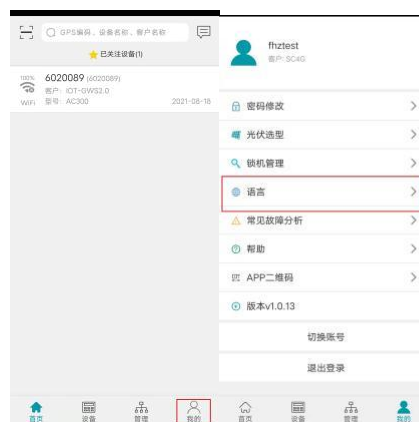 GPS编码，设备名称，客户名称
已关注设备(1)
100%
6020089 (6020089)
客户: IOT-GWS2.0
WiFi
型号: AC300
2021-08-18
首页
设备
管理
我的
fhztest
客户: SC4G
密码修改
光伏选型
锁机管理
语言
常见故障分析
帮助
APP二维码
版本v1.0.13
切换账号
退出登录
首页
设备
管理
我的